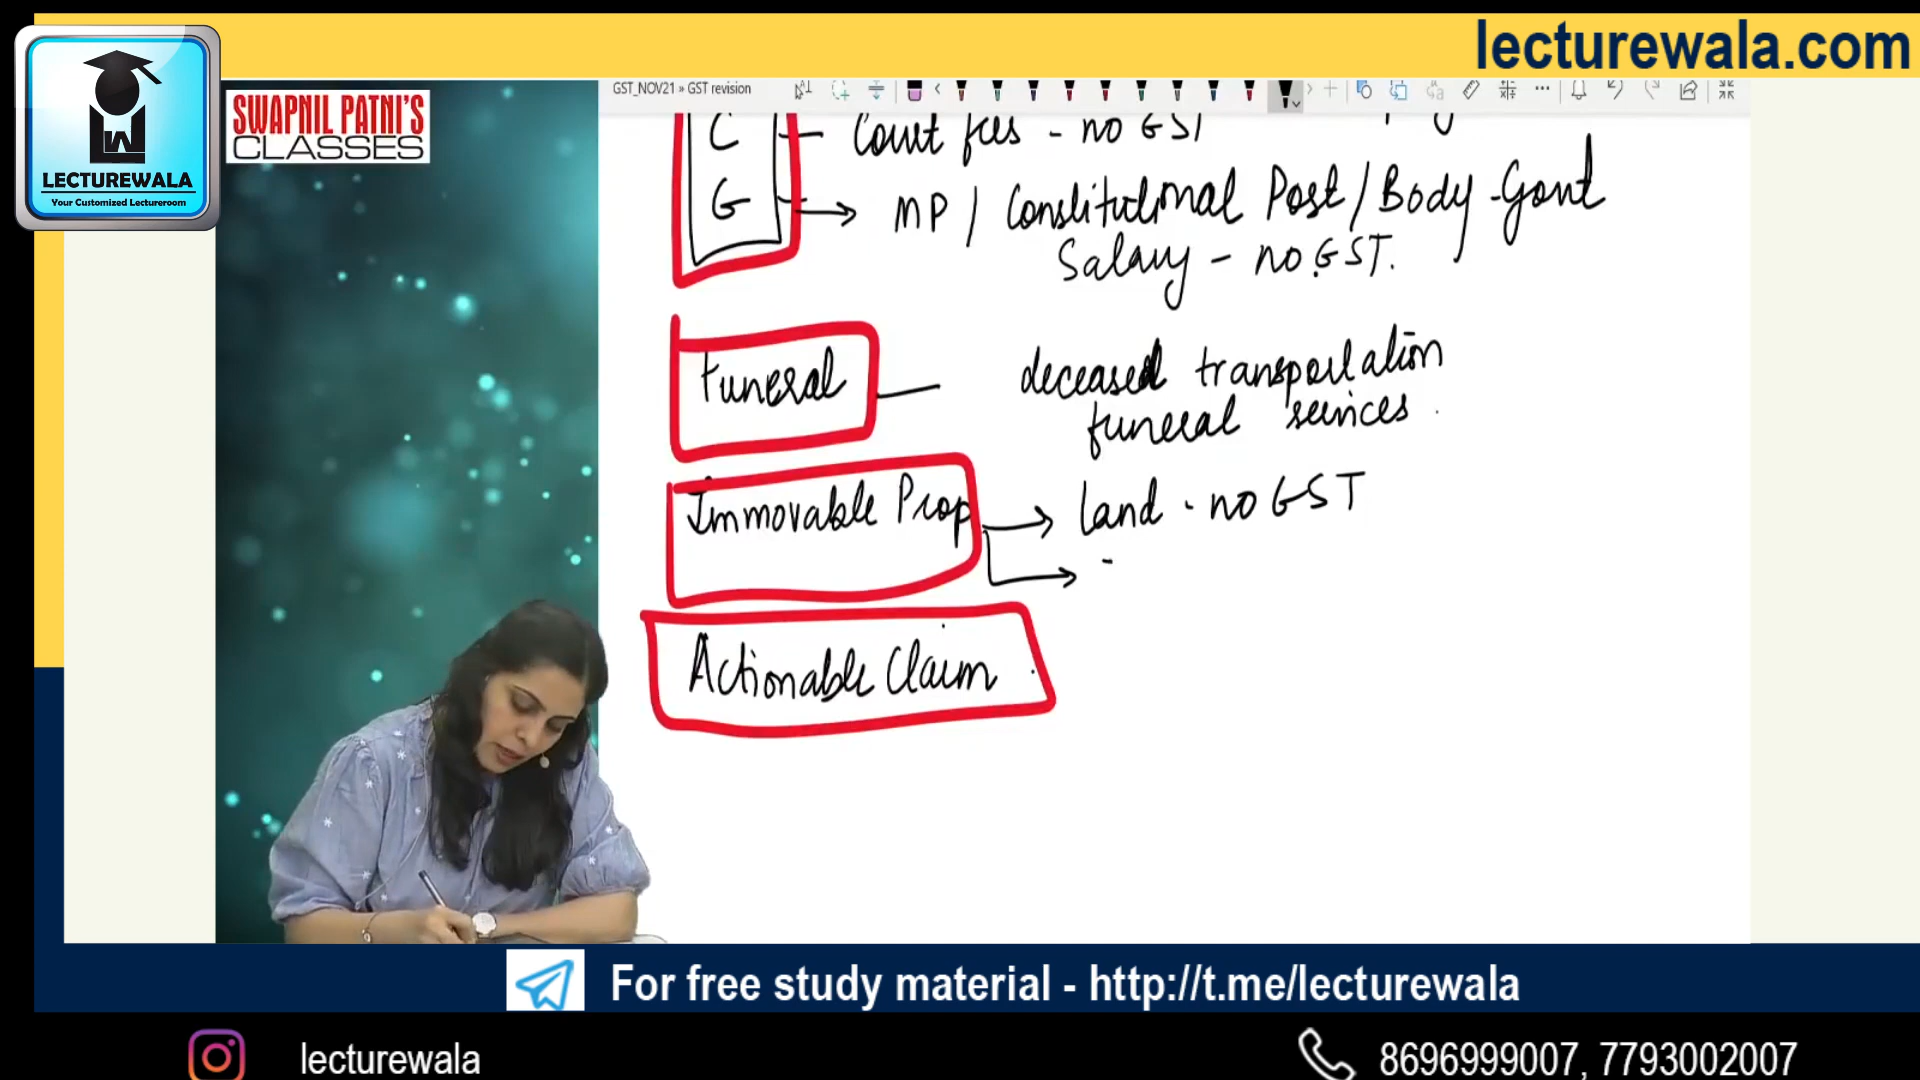 lecturewala.com
GST_NOV21 » GST revision
SWAPNIL PATNI'S
CLASSES
LECTUREWALA
Your Customized Lectureroom
C Court fees - no GST
G MP / Constitutional Post / Body - Govt
Salary - no GST.
Funeral deceased transportation
funeral services.
Immovable Prop land - no GST
Actionable Claim
For free study material - http://t.me/lecturewala
lecturewala
8696999007, 7793002007